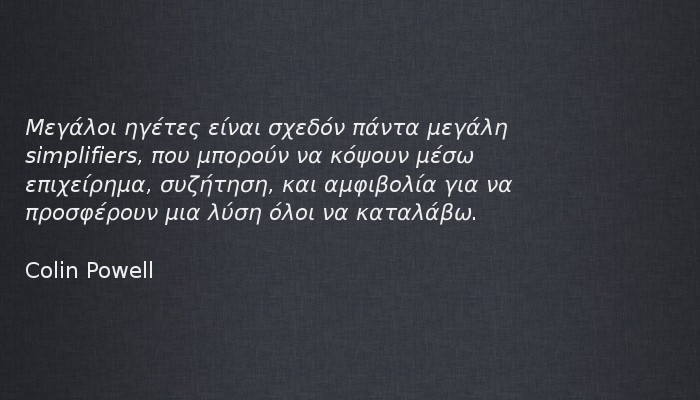 Μεγάλοι ηγέτες είναι σχεδόν πάντα μεγάλη
simplifiers, που μπορούν να κόψουν μέσω
επιχείρημα, συζήτηση, και αμφιβολία για να
προσφέρουν μια λύση όλοι να καταλάβω.
Colin Powell